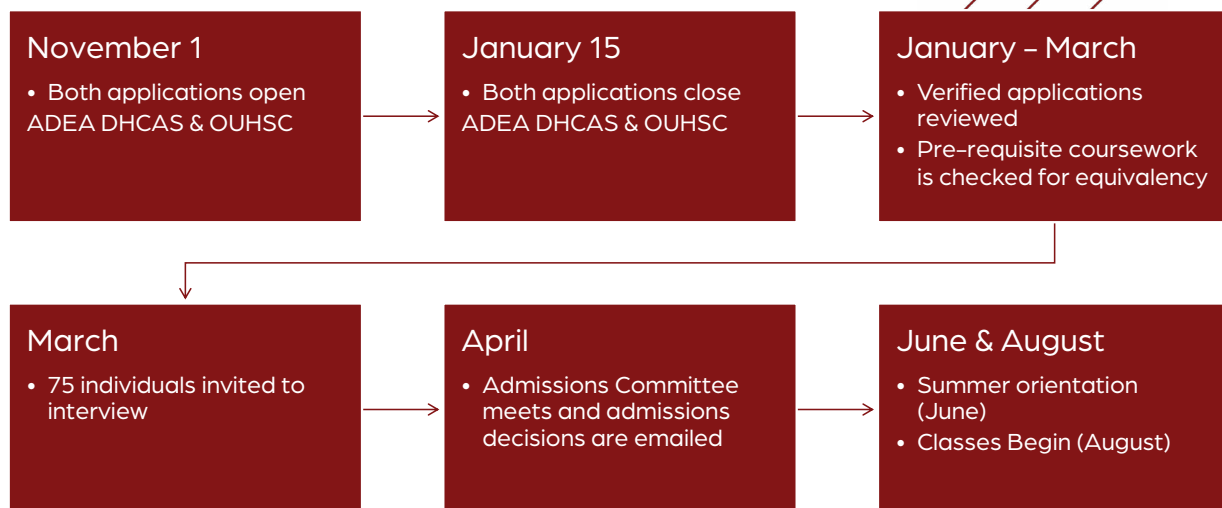 November 1
• Both applications open
ADEA DHCAS & OUHSC
January 15
• Both applications close
ADEA DHCAS & OUHSC
January - March
• Verified applications
reviewed
• Pre-requisite coursework
is checked for equivalency
March
• 75 individuals invited to
interview
April
• Admissions Committee
meets and admissions
decisions are emailed
June & August
• Summer orientation
(June)
• Classes Begin (August)